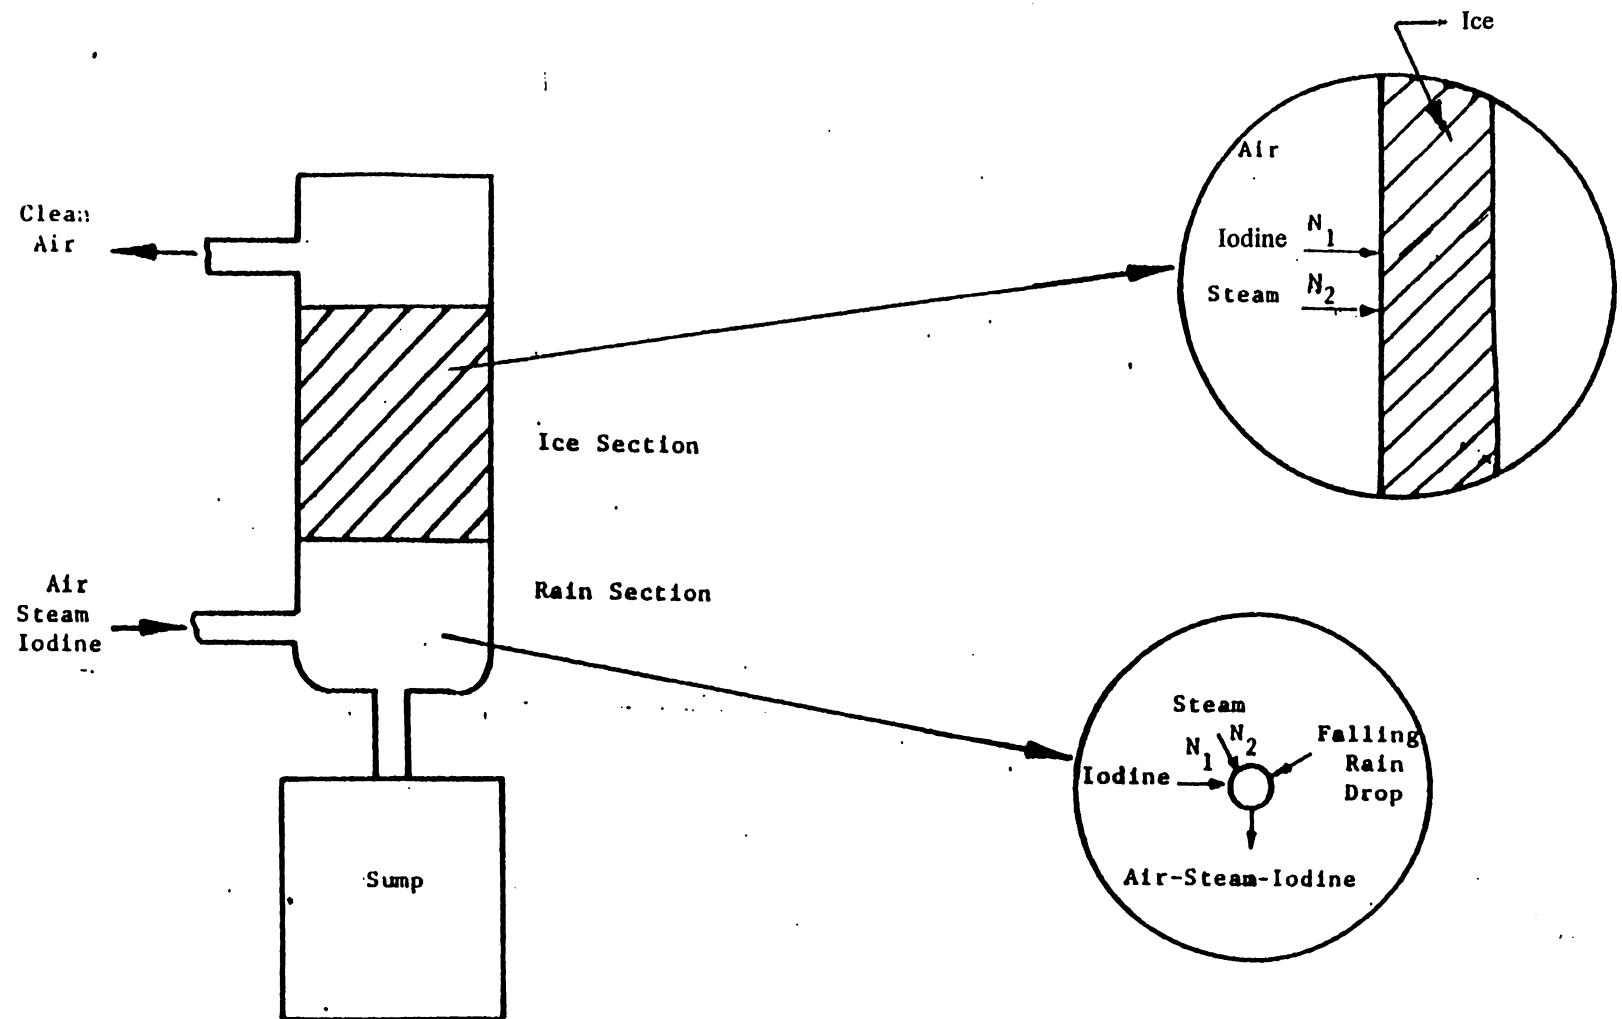 Ice
Air
Clean
Air
Iodine N1
Steam N2
Ice Section
Air
Steam
Iodine
Rain Section
Steam
N1 N2
Iodine
Falling
Rain
Drop
Air-Steam-Iodine
Sump